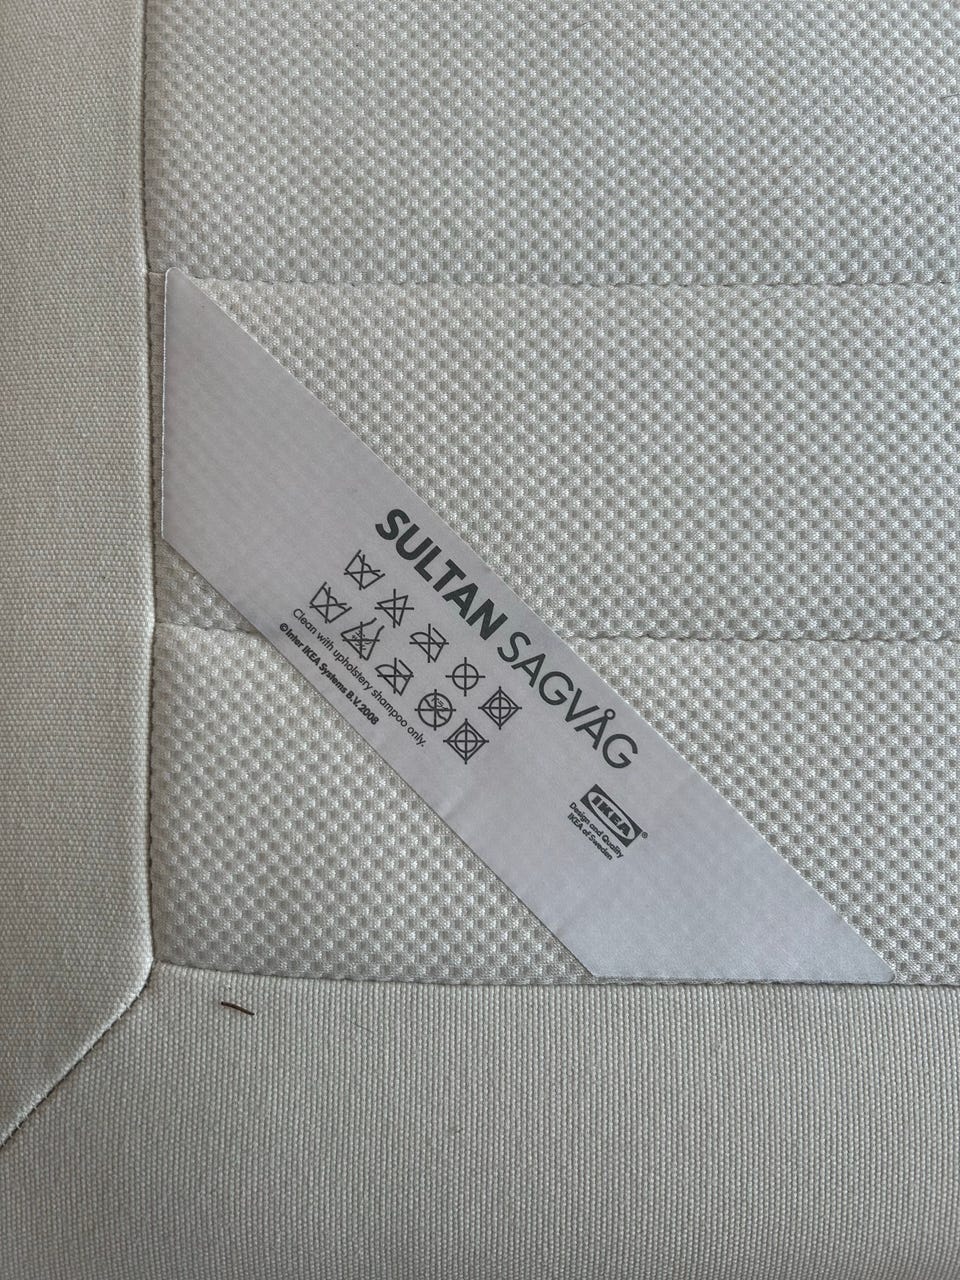 SULTAN SAGVÅG
Clean with upholstery shampoo only.
©Inter IKEA Systems B.V. 2008
IKEA®
Design and Quality
IKEA of Sweden